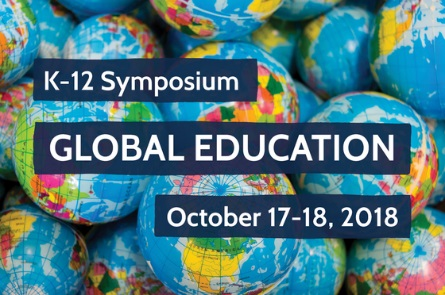 K-12 Symposium
GLOBAL EDUCATION
October 17-18, 2018